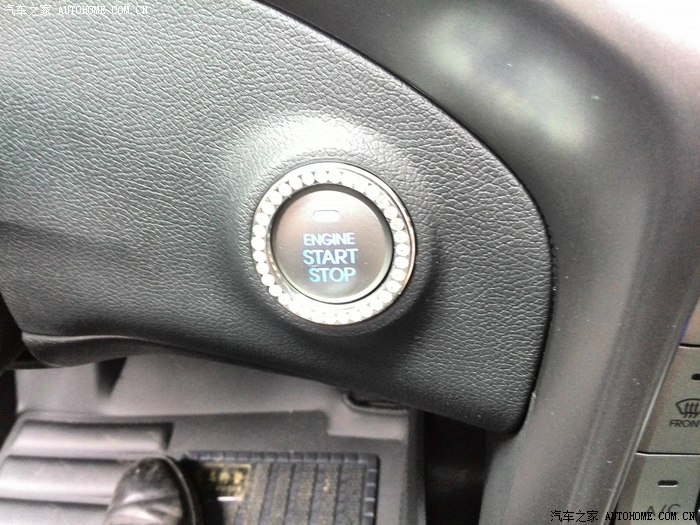 汽车之家 AUTOHOME.COM.CN
ENGINE
START
STOP
FRONT
A/C
汽车之家 AUTOHOME.COM.CN